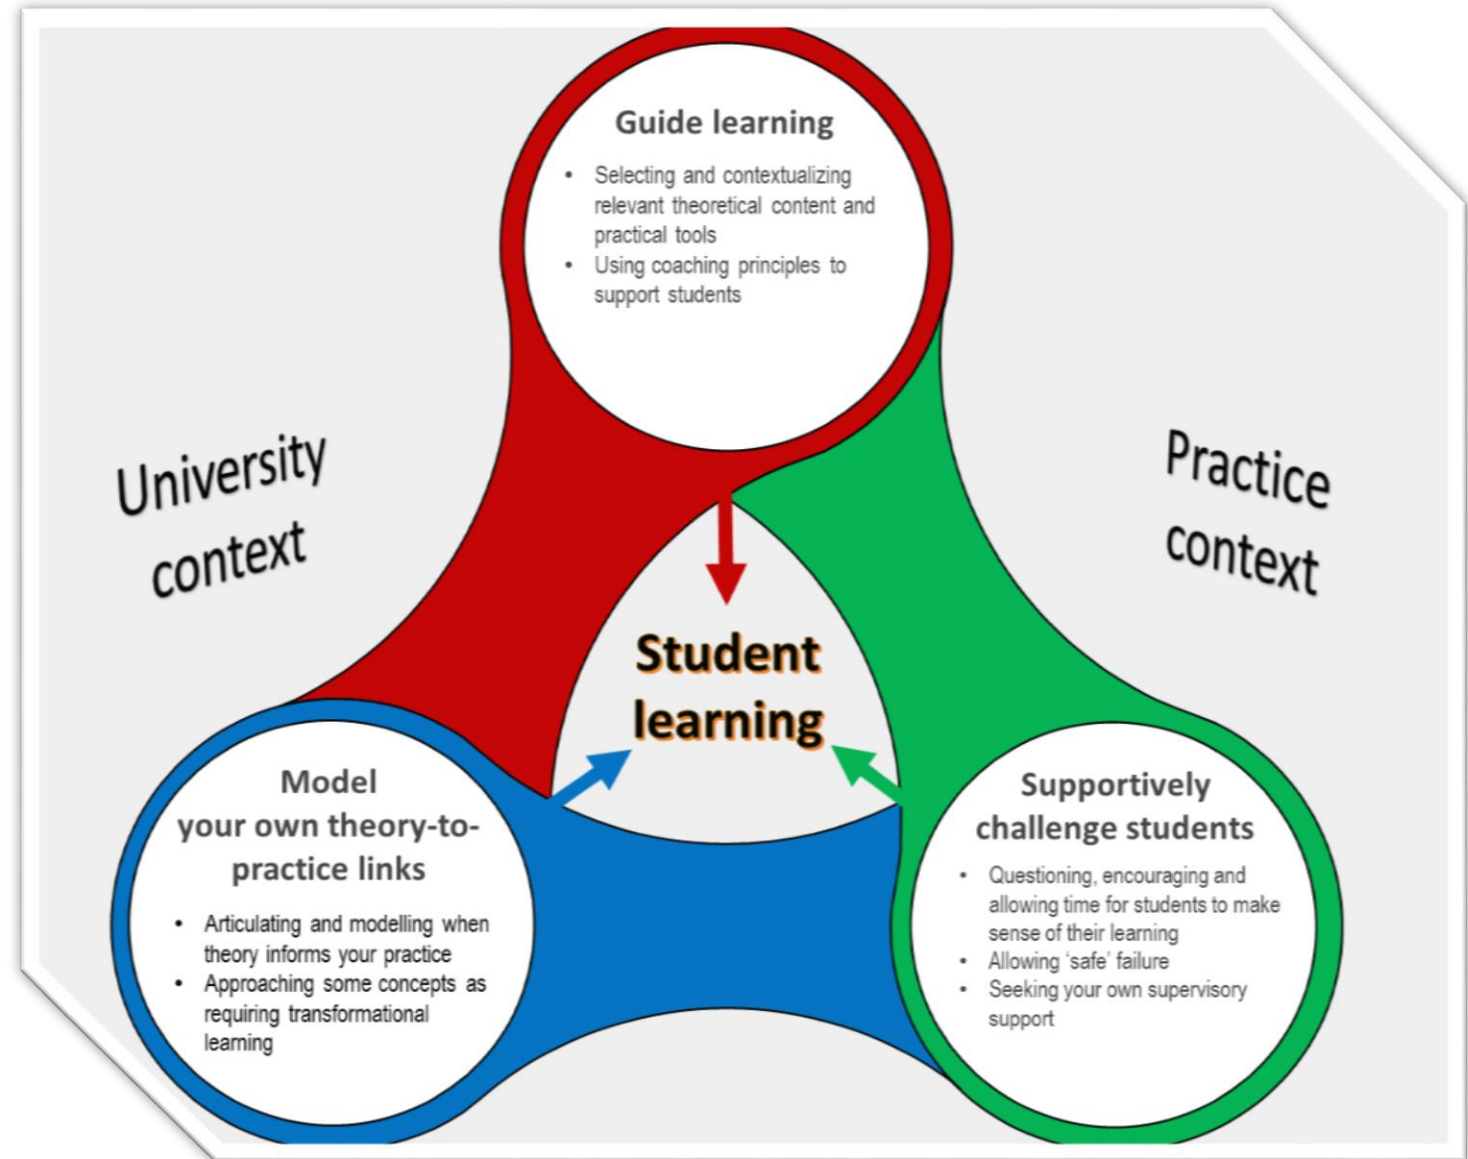 Guide learning
• Selecting and contextualizing
relevant theoretical content and
practical tools
• Using coaching principles to
support students
University
context
Practice
context
Student
learning
Model
your own theory-to-
practice links
• Articulating and modelling when
theory informs your practice
• Approaching some concepts as
requiring transformational
learning
Supportively
challenge students
• Questioning, encouraging and
allowing time for students to make
sense of their learning
• Allowing ‘safe’ failure
• Seeking your own supervisory
support